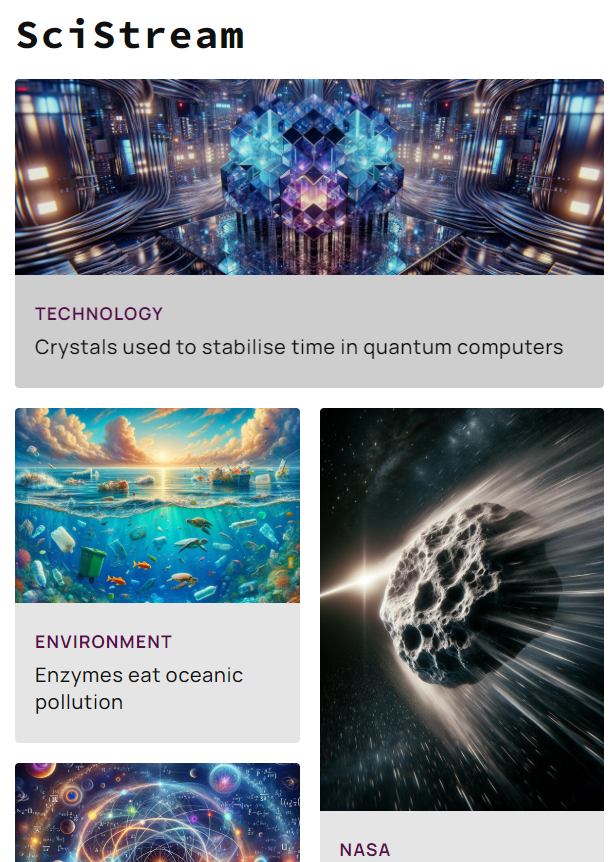 SciStream
TECHNOLOGY
Crystals used to stabilise time in quantum computers
ENVIRONMENT
Enzymes eat oceanic
pollution
NASA